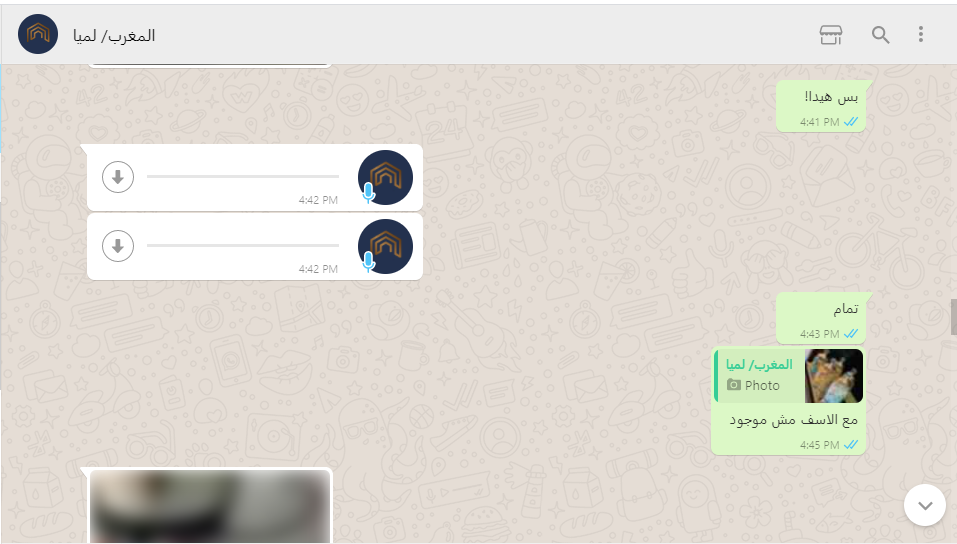 المغرب/ لميا
بس هيدا!
4:41 PM
4:42 PM
4:42 PM
تمام
4:43 PM
المغرب/ لميا
Photo
مع الاسف مش موجود
4:45 PM